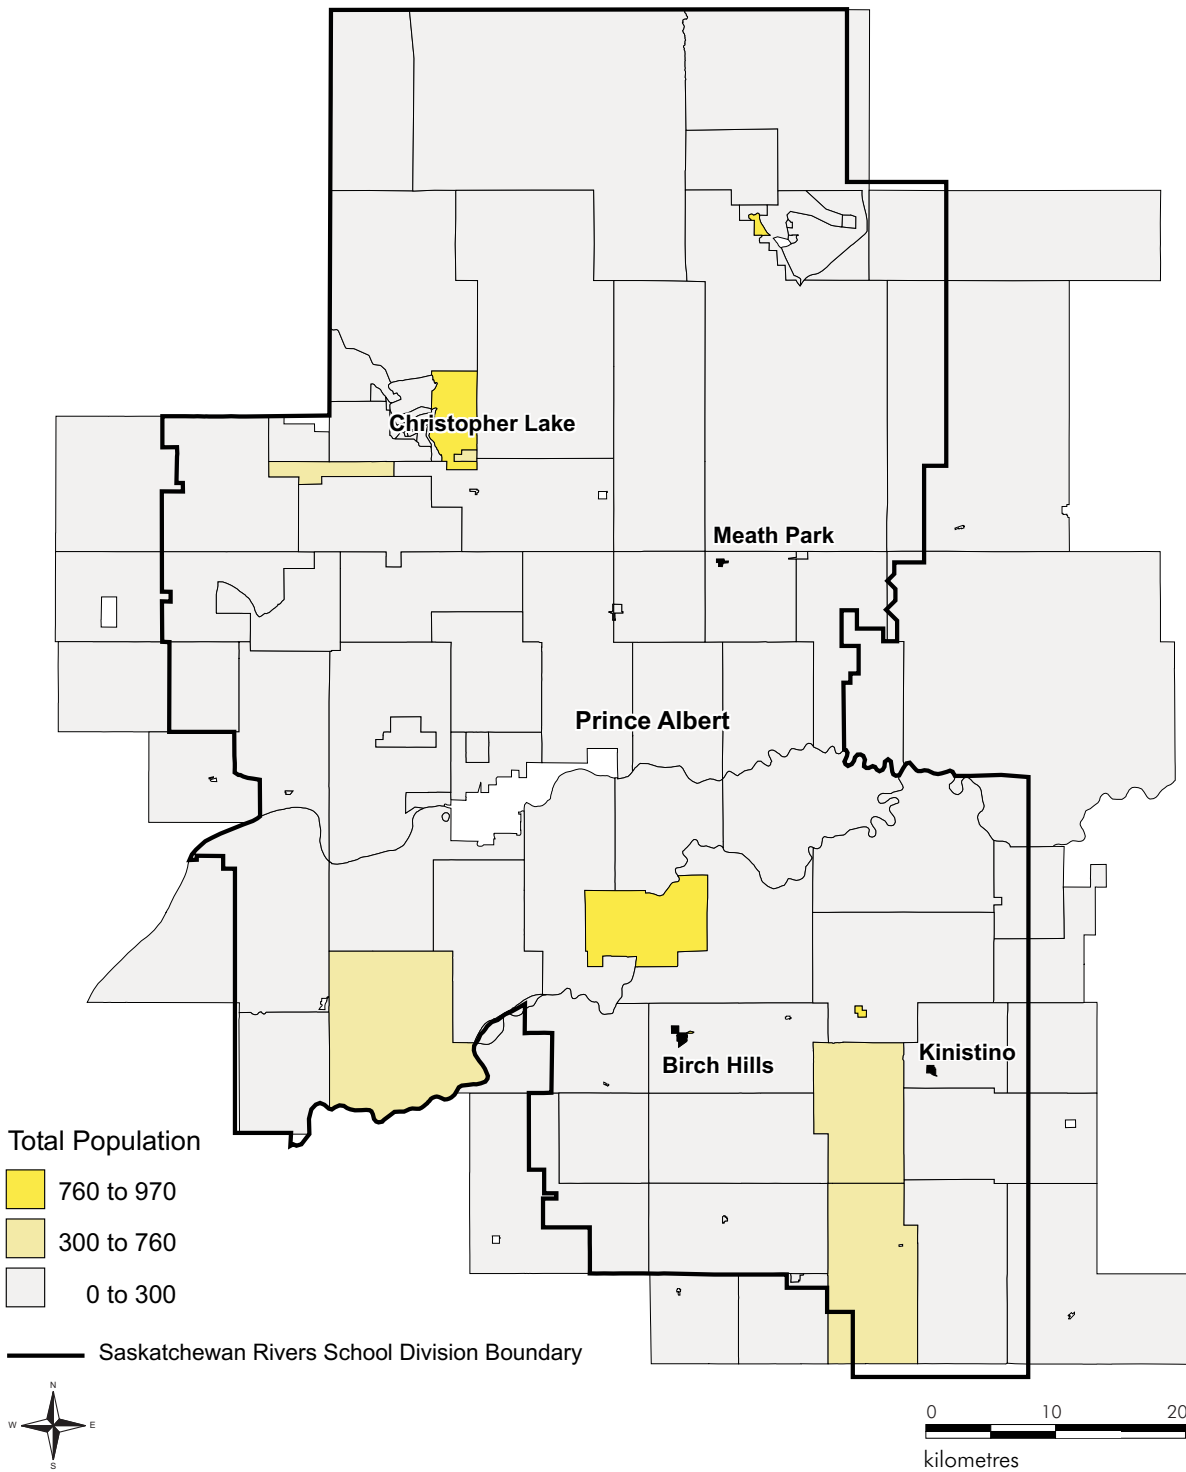 Christopher Lake
Meath Park
Prince Albert
Kinistino
Birch Hills
Total Population
760 to 970
300 to 760
0 to 300
Saskatchewan Rivers School Division Boundary
N
W E
S
0 10 20
kilometres